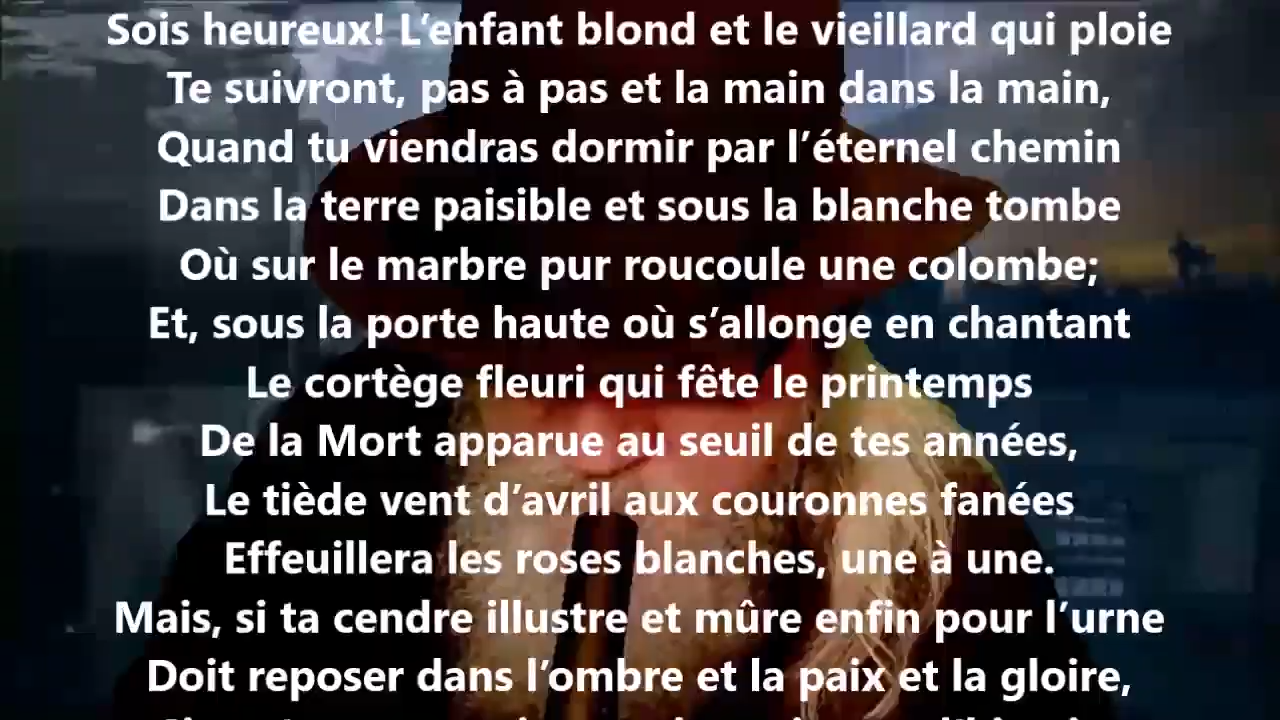 Sois heureux! L’enfant blond et le vieillard qui ploie
Te suivront, pas à pas et la main dans la main,
Quand tu viendras dormir par l’éternel chemin
Dans la terre paisible et sous la blanche tombe
Où sur le marbre pur roucoule une colombe;
Et, sous la porte haute où s’allonge en chantant
Le cortège fleuri qui fête le printemps
De la Mort apparue au seuil de tes années,
Le tiède vent d’avril aux couronnes fanées
Effeuillera les roses blanches, une à une.
Mais, si ta cendre illustre et mûre enfin pour l’urne
Doit reposer dans l’ombre et la paix et la gloire,